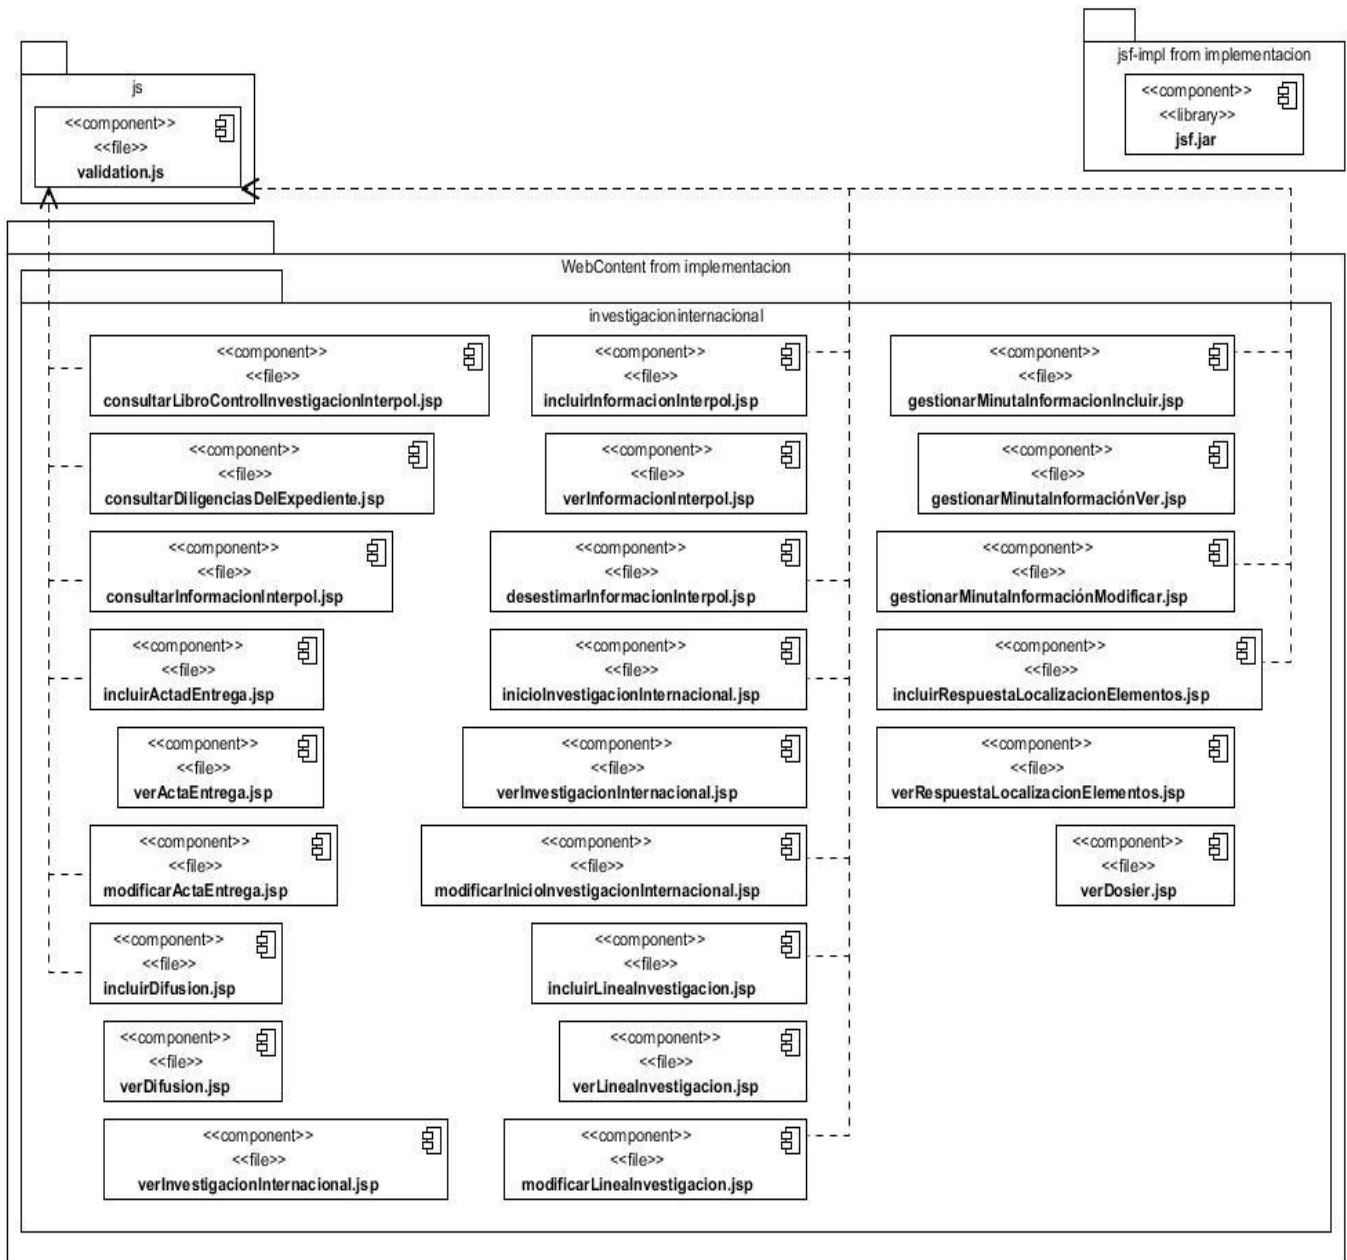 js
<<component>>
<<file>>
validation.js
jsf-impl from implementacion
<<component>>
<<library>>
jsf.jar
WebContent from implementacion
investigacioninternacional
<<component>>
<<file>>
consultarLibroControlInvestigacionInterpol.jsp
<<component>>
<<file>>
incluirInformacionInterpol.jsp
<<component>>
<<file>>
gestionarMinutaInformacionIncluir.jsp
<<component>>
<<file>>
consultarDiligenciasDelExpediente.jsp
<<component>>
<<file>>
verInformacionInterpol.jsp
<<component>>
<<file>>
gestionarMinutaInformaciónVer.jsp
<<component>>
<<file>>
consultarInformacionInterpol.jsp
<<component>>
<<file>>
desestimarInformacionInterpol.jsp
<<component>>
<<file>>
gestionarMinutaInformaciónModificar.jsp
<<component>>
<<file>>
incluirActadEntrega.jsp
<<component>>
<<file>>
inicioInvestigacionInternacional.jsp
<<component>>
<<file>>
incluirRespuestaLocalizacionElementos.jsp
<<component>>
<<file>>
verActaEntrega.jsp
<<component>>
<<file>>
verInvestigacionInternacional.jsp
<<component>>
<<file>>
verRespuestaLocalizacionElementos.jsp
<<component>>
<<file>>
modificarActaEntrega.jsp
<<component>>
<<file>>
modificarInicioInvestigacionInternacional.jsp
<<component>>
<<file>>
verDosier.jsp
<<component>>
<<file>>
incluirDifusion.jsp
<<component>>
<<file>>
incluirLineaInvestigacion.jsp
<<component>>
<<file>>
verDifusion.jsp
<<component>>
<<file>>
verLineaInvestigacion.jsp
<<component>>
<<file>>
verInvestigacionInternacional.jsp
<<component>>
<<file>>
modificarLineaInvestigacion.jsp